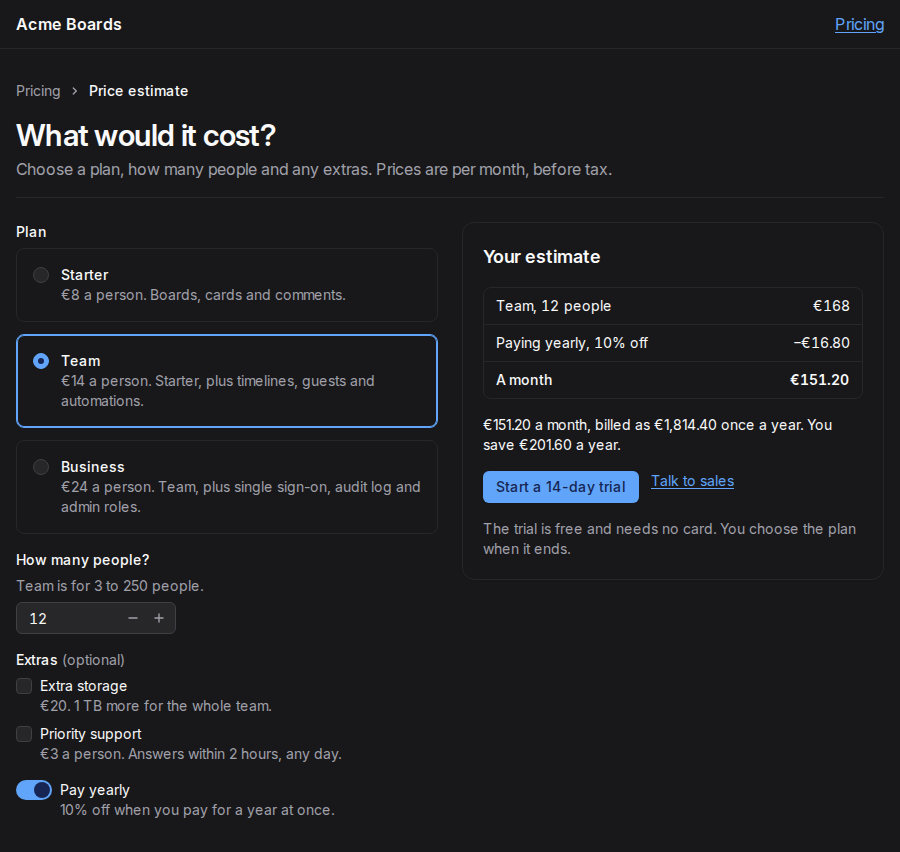 Acme Boards
Pricing
Pricing > Price estimate
What would it cost?
Choose a plan, how many people and any extras. Prices are per month, before tax.
Plan
Starter
€8 a person. Boards, cards and comments.
Team
€14 a person. Starter, plus timelines, guests and
automations.
Business
€24 a person. Team, plus single sign-on, audit log and
admin roles.
How many people?
Team is for 3 to 250 people.
12
Extras (optional)
Extra storage
€20. 1 TB more for the whole team.
Priority support
€3 a person. Answers within 2 hours, any day.
Pay yearly
10% off when you pay for a year at once.
Your estimate
Team, 12 people €168
Paying yearly, 10% off −€16.80
A month €151.20
€151.20 a month, billed as €1,814.40 once a year. You
save €201.60 a year.
Start a 14-day trial
Talk to sales
The trial is free and needs no card. You choose the plan
when it ends.